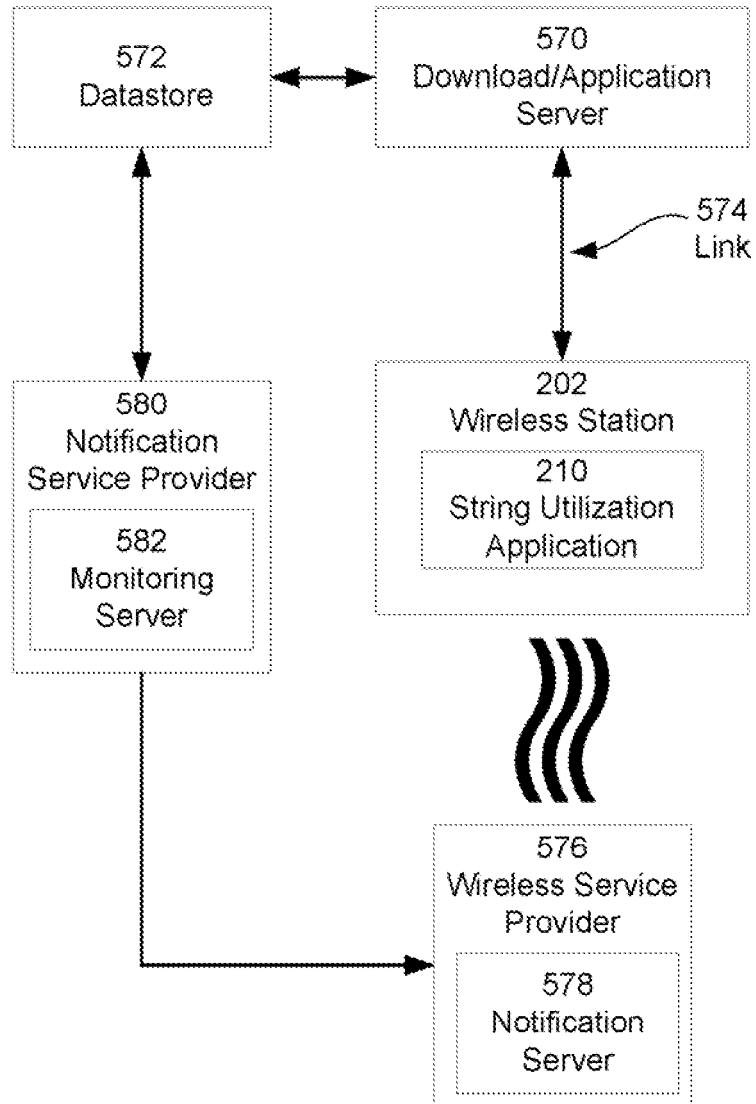 572
Datastore
570
Download/Application
Server
574
Link
580
Notification
Service Provider
582
Monitoring
Server
202
Wireless Station
210
String Utilization
Application
576
Wireless Service
Provider
578
Notification
Server